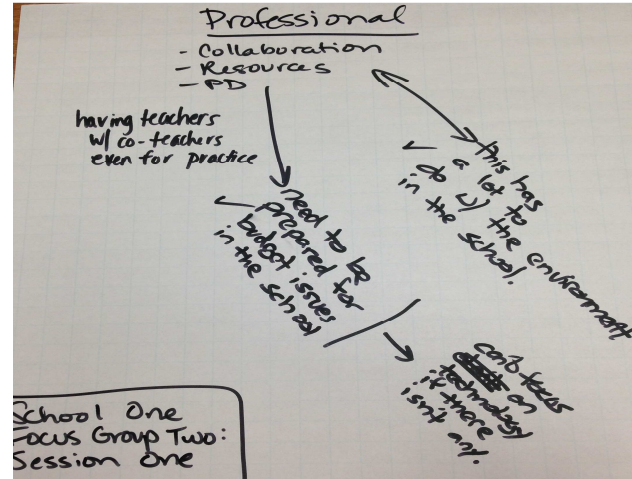 Professional
- Collaboration
- Resources
- PD
having teachers
w/ co-teachers
even for practice
✓ this has
a lot to
do w/ the environment
in the school.
✓ need to be
prepared for
budget issues
in the school
can't focus
on
technology
if there
isn't any.
School One
Focus Group Two:
Session One